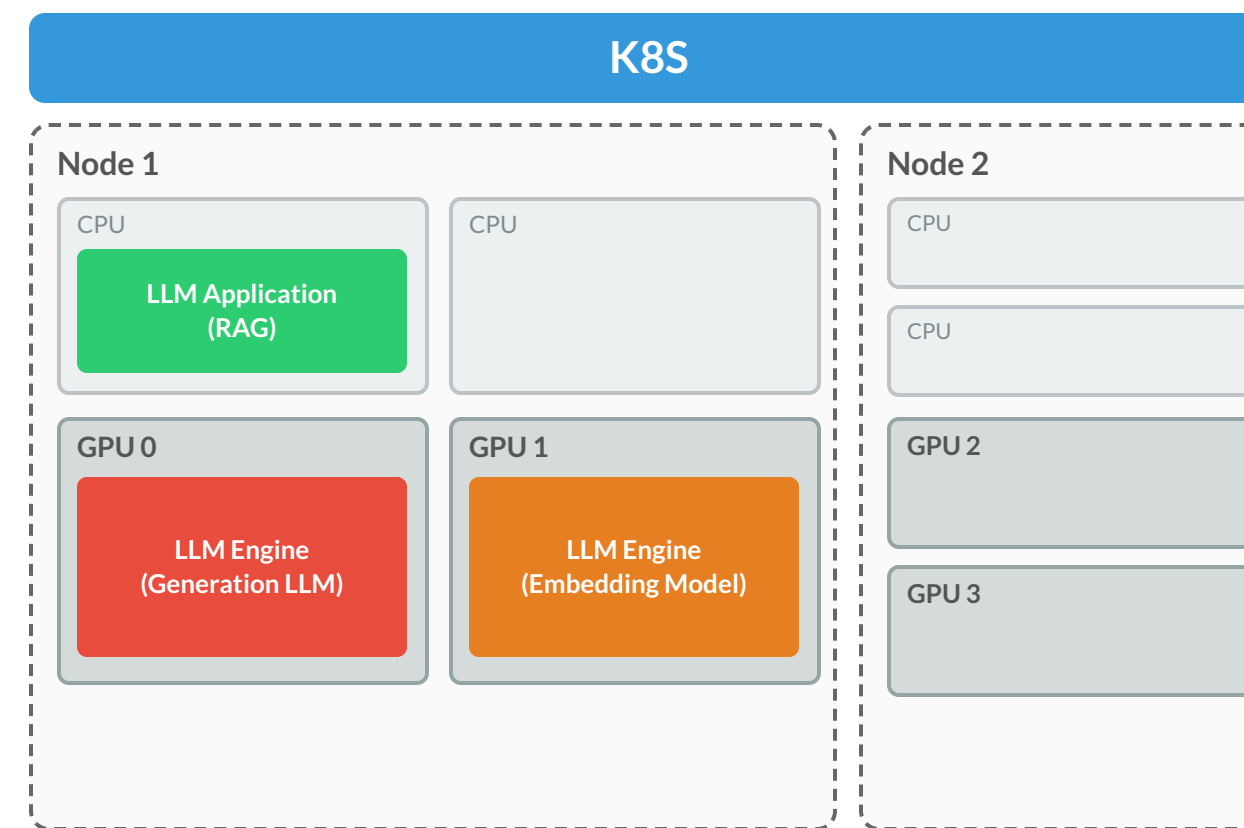 K8S
Node 1
CPU
LLM Application
(RAG)
CPU
GPU 0
LLM Engine
(Generation LLM)
GPU 1
LLM Engine
(Embedding Model)
Node 2
CPU
CPU
GPU 2
GPU 3